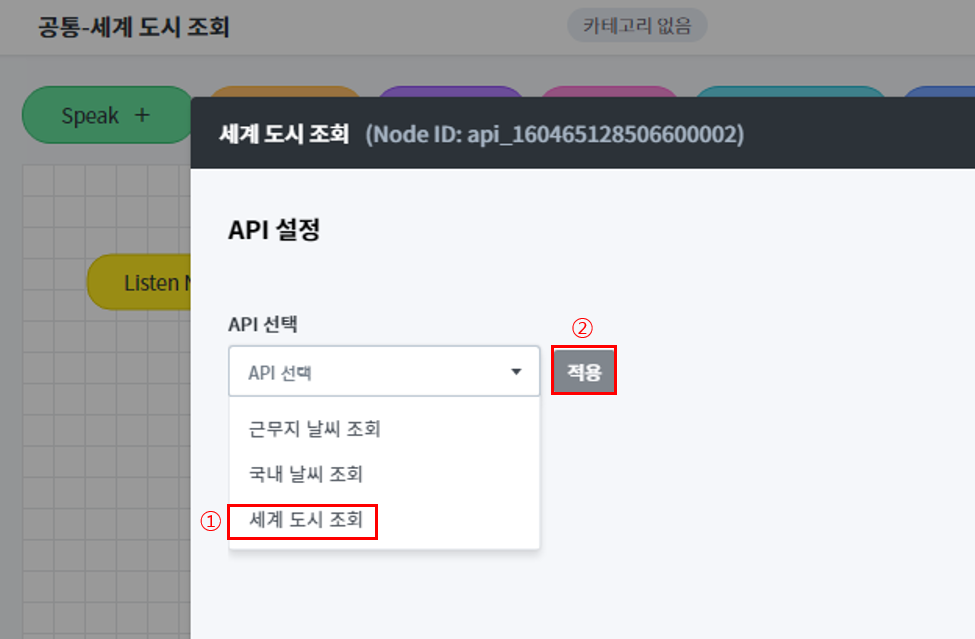 공통-세계 도시 조회
카테고리 없음
Speak +
세계 도시 조회 (Node ID: api_160465128506600002)
API 설정
Listen
API 선택
②
API 선택
적용
근무지 날씨 조회
국내 날씨 조회
① 세계 도시 조회